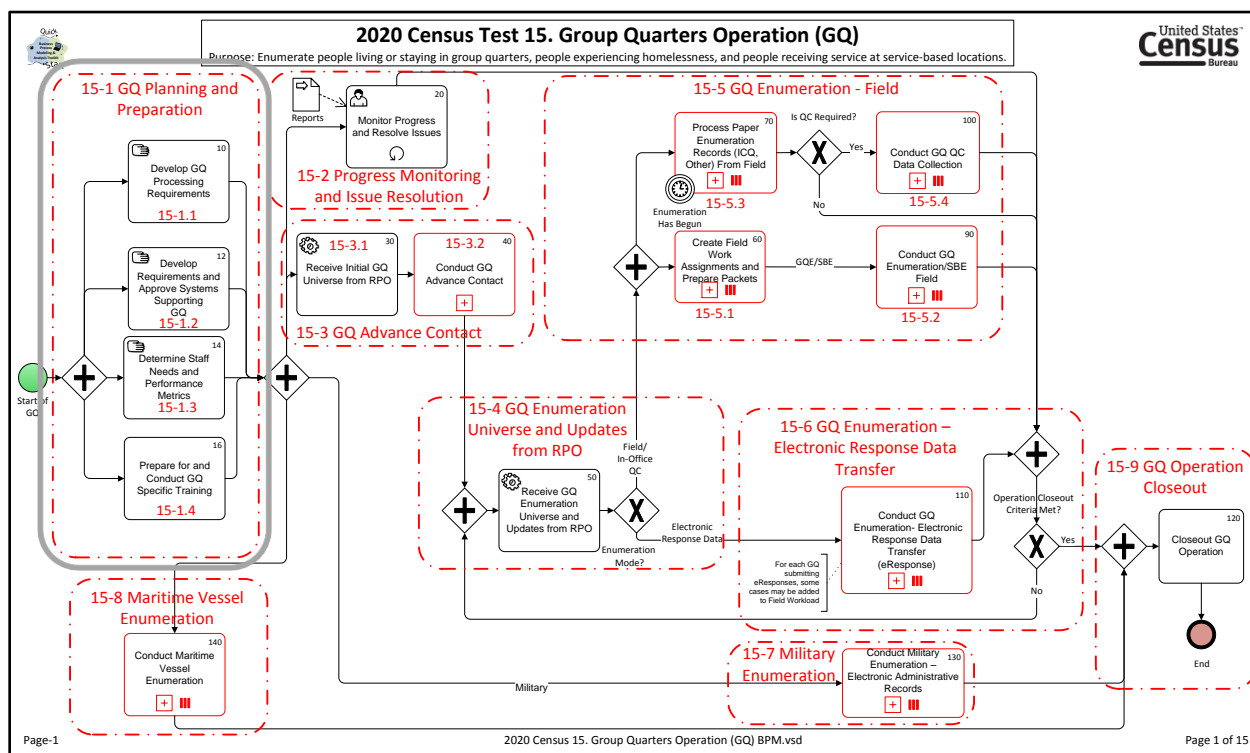 2020 Census Test 15. Group Quarters Operation (GQ)
Purpose: Enumerate people living or staying in group quarters, people experiencing homelessness, and people receiving service at service-based locations.
Quick
Business
Process
Modeling &
Analysis Toolkit
Start
United States™
Census
Bureau
15-1 GQ Planning and
Preparation
10
Develop GQ
Processing
Requirements
15-1.1
12
Develop
Requirements and
Approve Systems
Supporting
GQ
15-1.2
14
Determine Staff
Needs and
Performance
Metrics
15-1.3
16
Prepare for and
Conduct GQ
Specific Training
15-1.4
Start of
GQ
Reports
20
Monitor Progress
and Resolve Issues
15-2 Progress Monitoring
and Issue Resolution
15-3.1
30
Receive Initial GQ
Universe from RPO
15-3.2
40
Conduct GQ
Advance Contact
15-3 GQ Advance Contact
15-4 GQ Enumeration
Universe and Updates
from RPO
Field/
In-Office
QC
50
Receive GQ
Enumeration
Universe and
Updates from RPO
Enumeration
Mode?
Electronic
Response Data
15-5 GQ Enumeration - Field
70
Process Paper
Enumeration
Records (ICQ,
Other) From Field
15-5.3
Enumeration
Has Begun
Is QC Required?
Yes
No
100
Conduct GQ QC
Data Collection
15-5.4
60
Create Field
Work
Assignments and
Prepare Packets
15-5.1
GQE/SBE
90
Conduct GQ
Enumeration/SBE
Field
15-5.2
15-6 GQ Enumeration –
Electronic Response Data
Transfer
110
Conduct GQ
Enumeration- Electronic
Response Data
Transfer
(eResponse)
For each GQ
submitting
eResponses, some
cases may be added
to Field Workload
Operation Closeout
Criteria Met?
Yes
No
15-9 GQ Operation
Closeout
120
Closeout GQ
Operation
End
15-8 Maritime Vessel
Enumeration
140
Conduct Maritime
Vessel
Enumeration
Military
15-7 Military
Enumeration
130
Conduct Military
Enumeration –
Electronic Administrative
Records
Page-1
2020 Census 15. Group Quarters Operation (GQ) BPM.vsd
Page 1 of 15